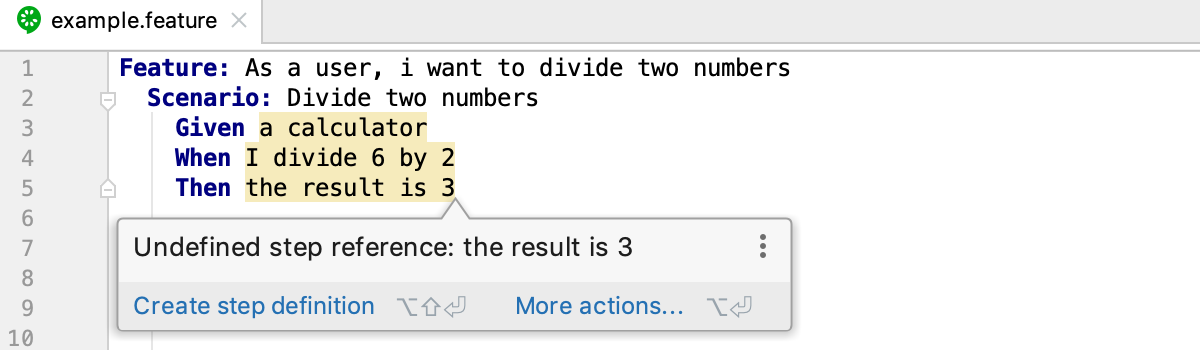 example.feature
1 Feature: As a user, i want to divide two numbers
2 Scenario: Divide two numbers
3 Given a calculator
4 When I divide 6 by 2
5 Then the result is 3
6
7 Undefined step reference: the result is 3
8
9 Create step definition ⌥⇧⏎ More actions... ⌥⏎
10